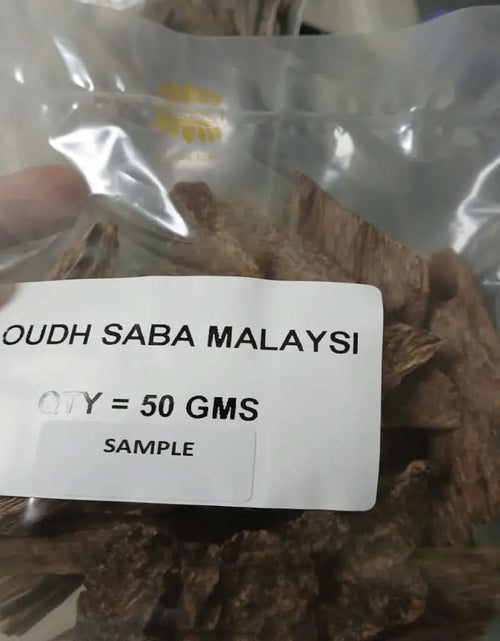 OUDH SABA MALAYSI
QTY = 50 GMS
SAMPLE